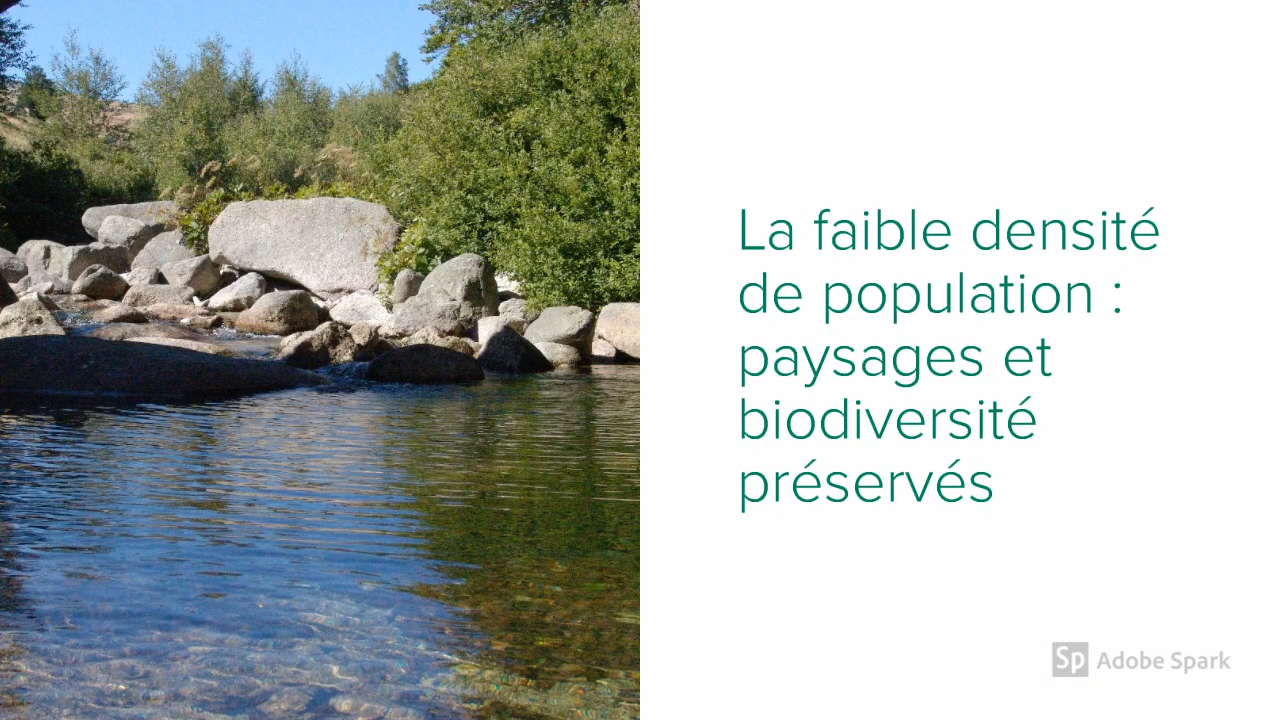 La faible densité
de population :
paysages et
biodiversité
préservés
Sp Adobe Spark